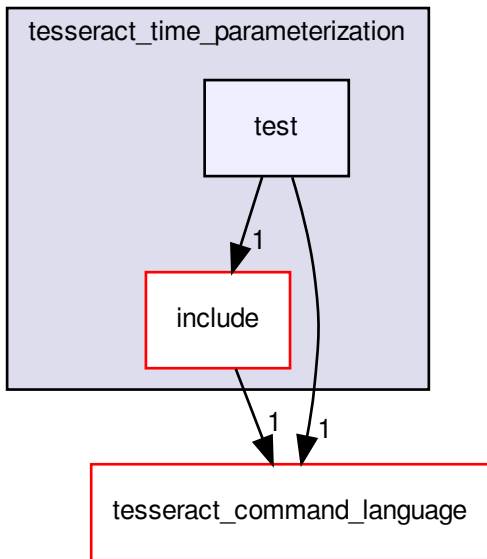 tesseract_time_parameterization
test
1
include
1
1
tesseract_command_language